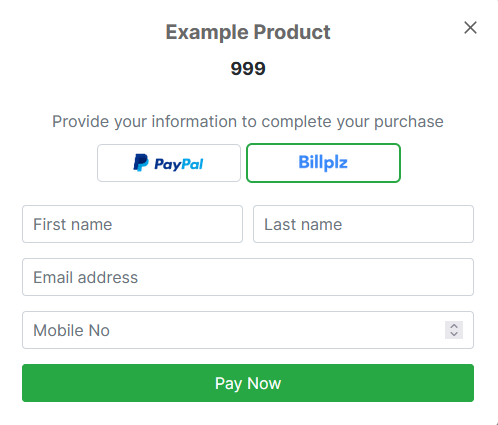 Example Product
999
Provide your information to complete your purchase
PayPal Billplz
First name Last name
Email address
Mobile No
Pay Now